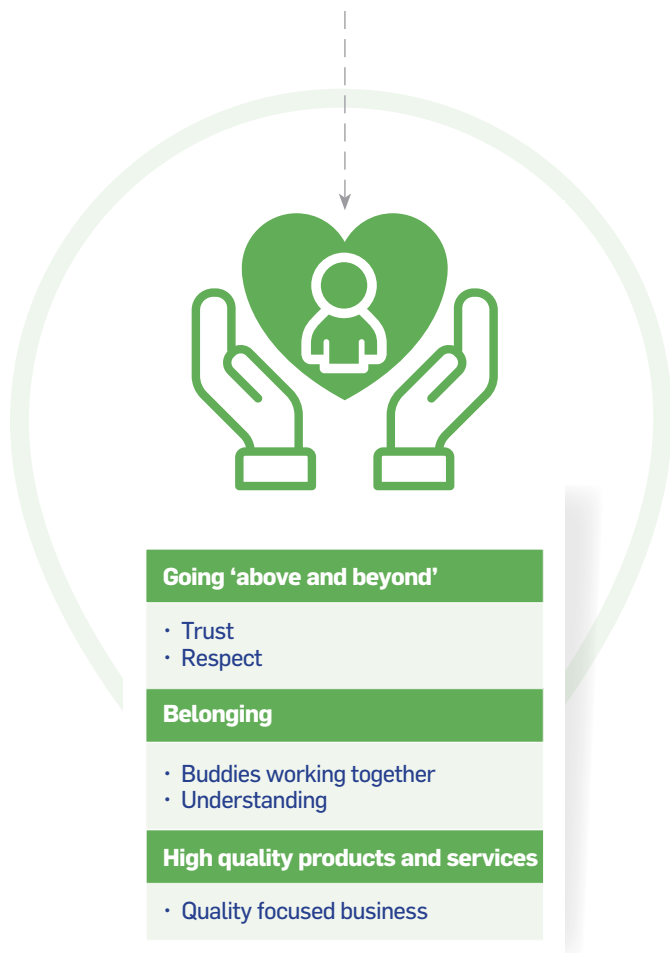 Going ‘above and beyond’
· Trust
· Respect
Belonging
· Buddies working together
· Understanding
High quality products and services
· Quality focused business